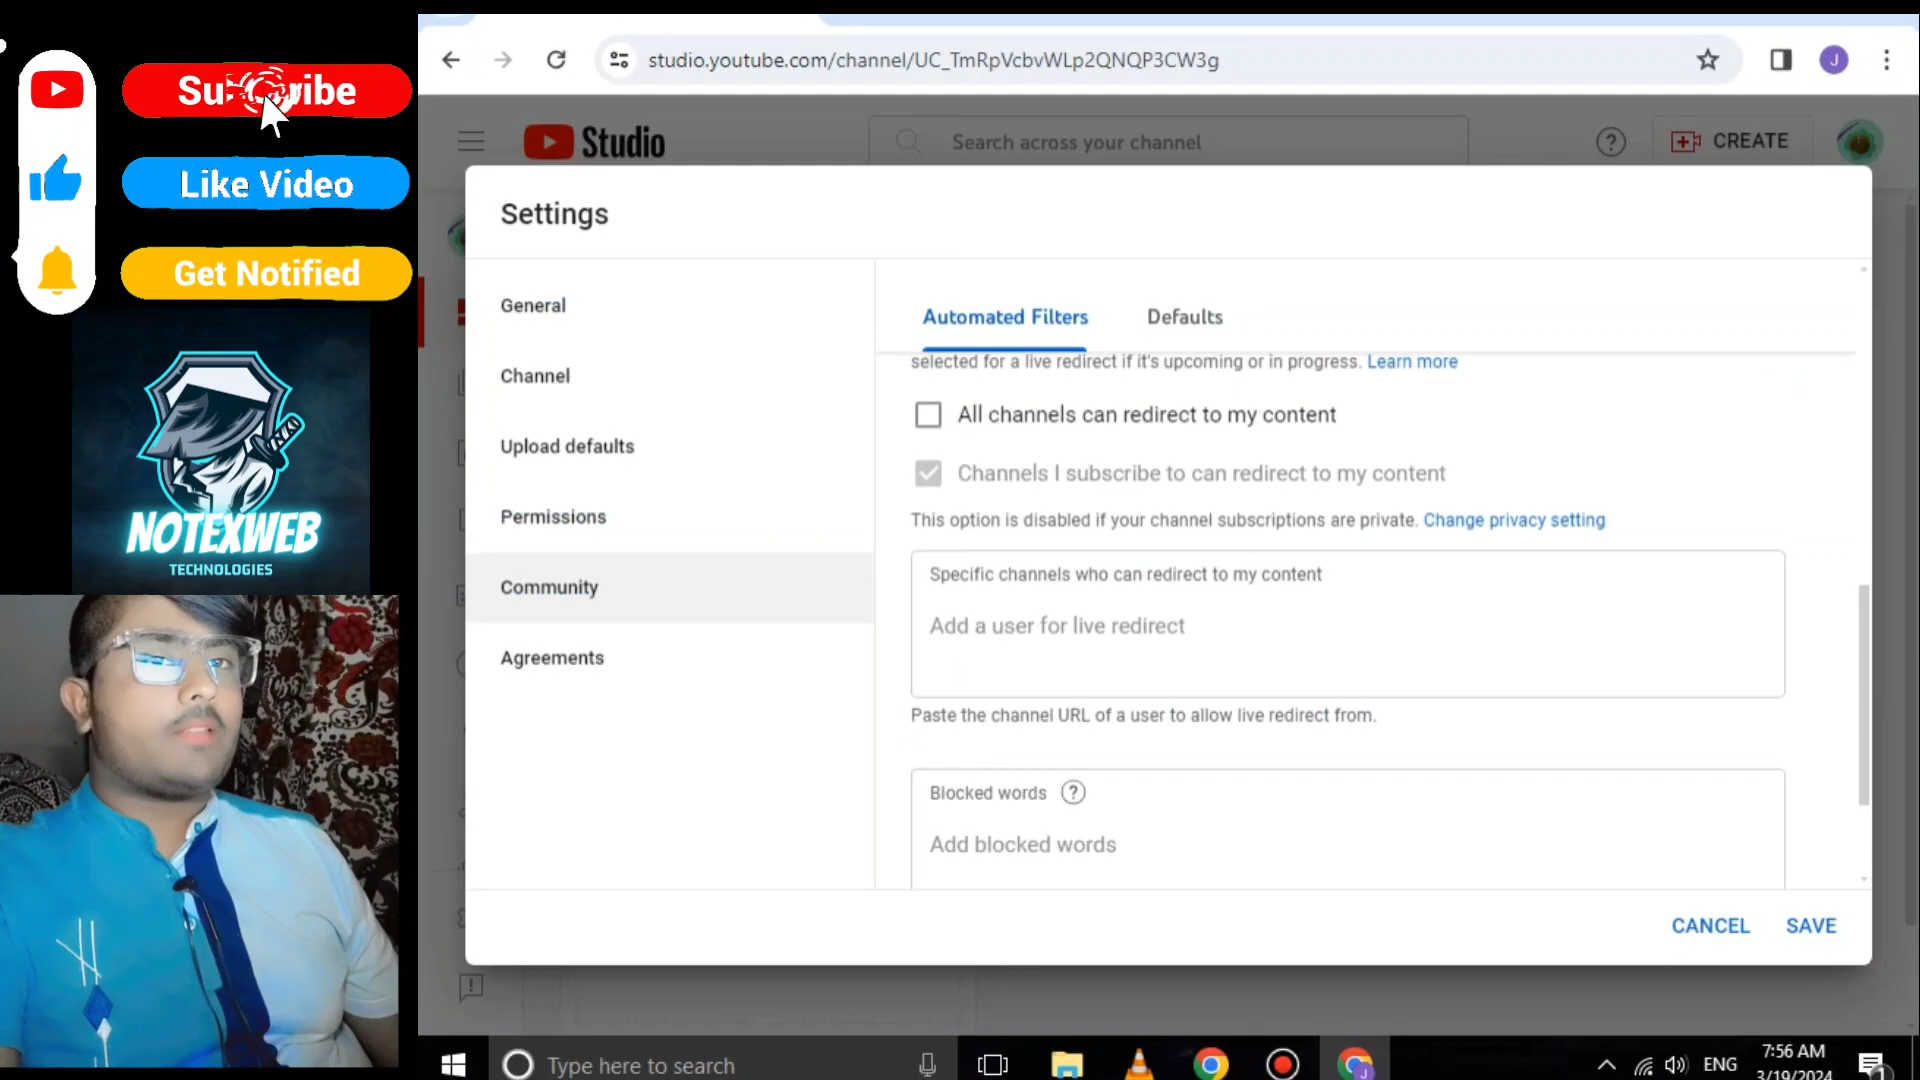 Like Video
Get Notified
NOTEXWEB
TECHNOLOGIES
studio.youtube.com/channel/UC_TmRpVcbvWLp2QNQP3CW3g
J
Studio
Search across your channel
CREATE
Settings
General
Channel
Upload defaults
Permissions
Community
Agreements
Automated Filters
Defaults
selected for a live redirect if it's upcoming or in progress. Learn more
All channels can redirect to my content
Channels I subscribe to can redirect to my content
This option is disabled if your channel subscriptions are private. Change privacy setting
Specific channels who can redirect to my content
Add a user for live redirect
Paste the channel URL of a user to allow live redirect from.
Blocked words ?
Add blocked words
CANCEL
SAVE
Type here to search
ENG
7:56 AM
3/19/2024